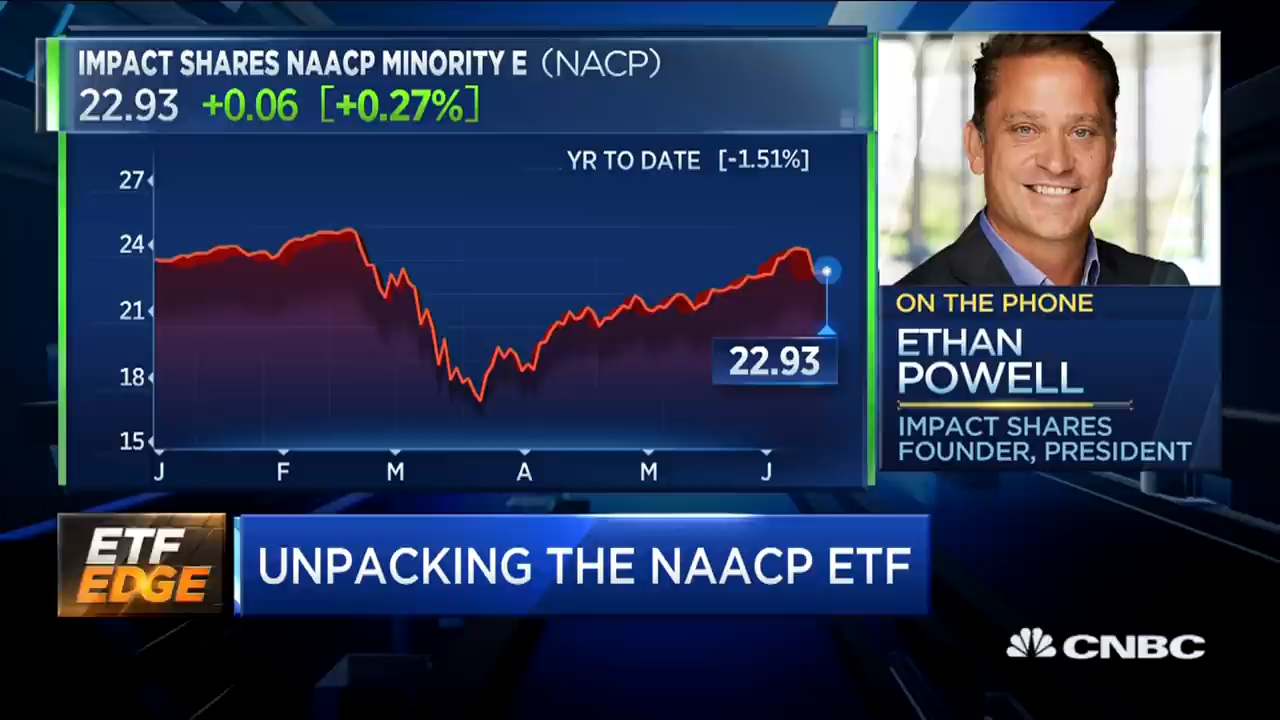 IMPACT SHARES NAACP MINORITY E (NACP)
22.93 +0.06 [+0.27%]
YR TO DATE [-1.51%]
27
24
21
18
15
22.93
J F M A M J
ON THE PHONE
ETHAN
POWELL
IMPACT SHARES
FOUNDER, PRESIDENT
ETF
EDGE
UNPACKING THE NAACP ETF
CNBC